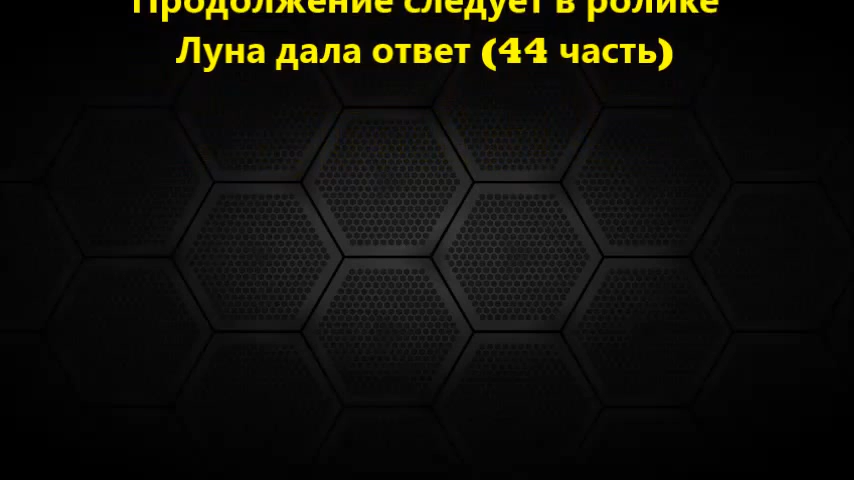 Продолжение следует в ролике
Луна дала ответ (44 часть)